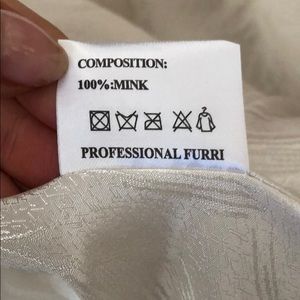 COMPOSITION:
100%:MINK
PROFESSIONAL FURRI